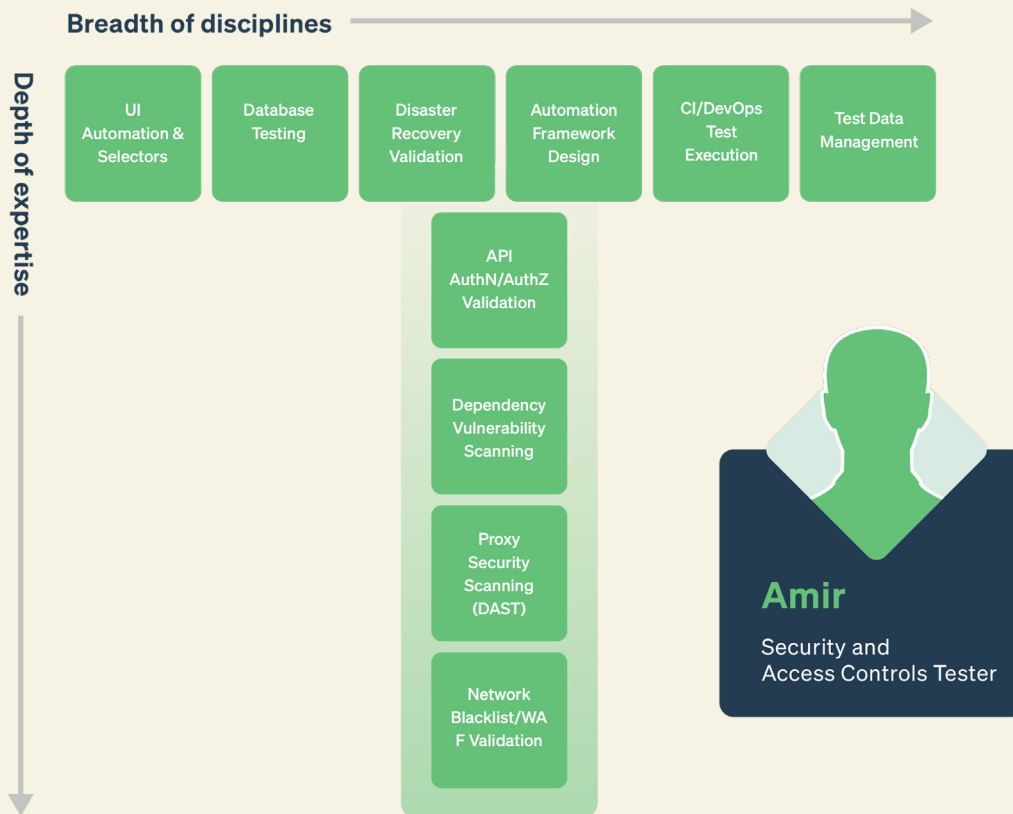 Breadth of disciplines
Depth of expertise
UI
Automation &
Selectors
Database
Testing
Disaster
Recovery
Validation
Automation
Framework
Design
CI/DevOps
Test
Execution
Test Data
Management
API
AuthN/AuthZ
Validation
Dependency
Vulnerability
Scanning
Proxy
Security
Scanning
(DAST)
Network
Blacklist/WA
F Validation
Amir
Security and
Access Controls Tester